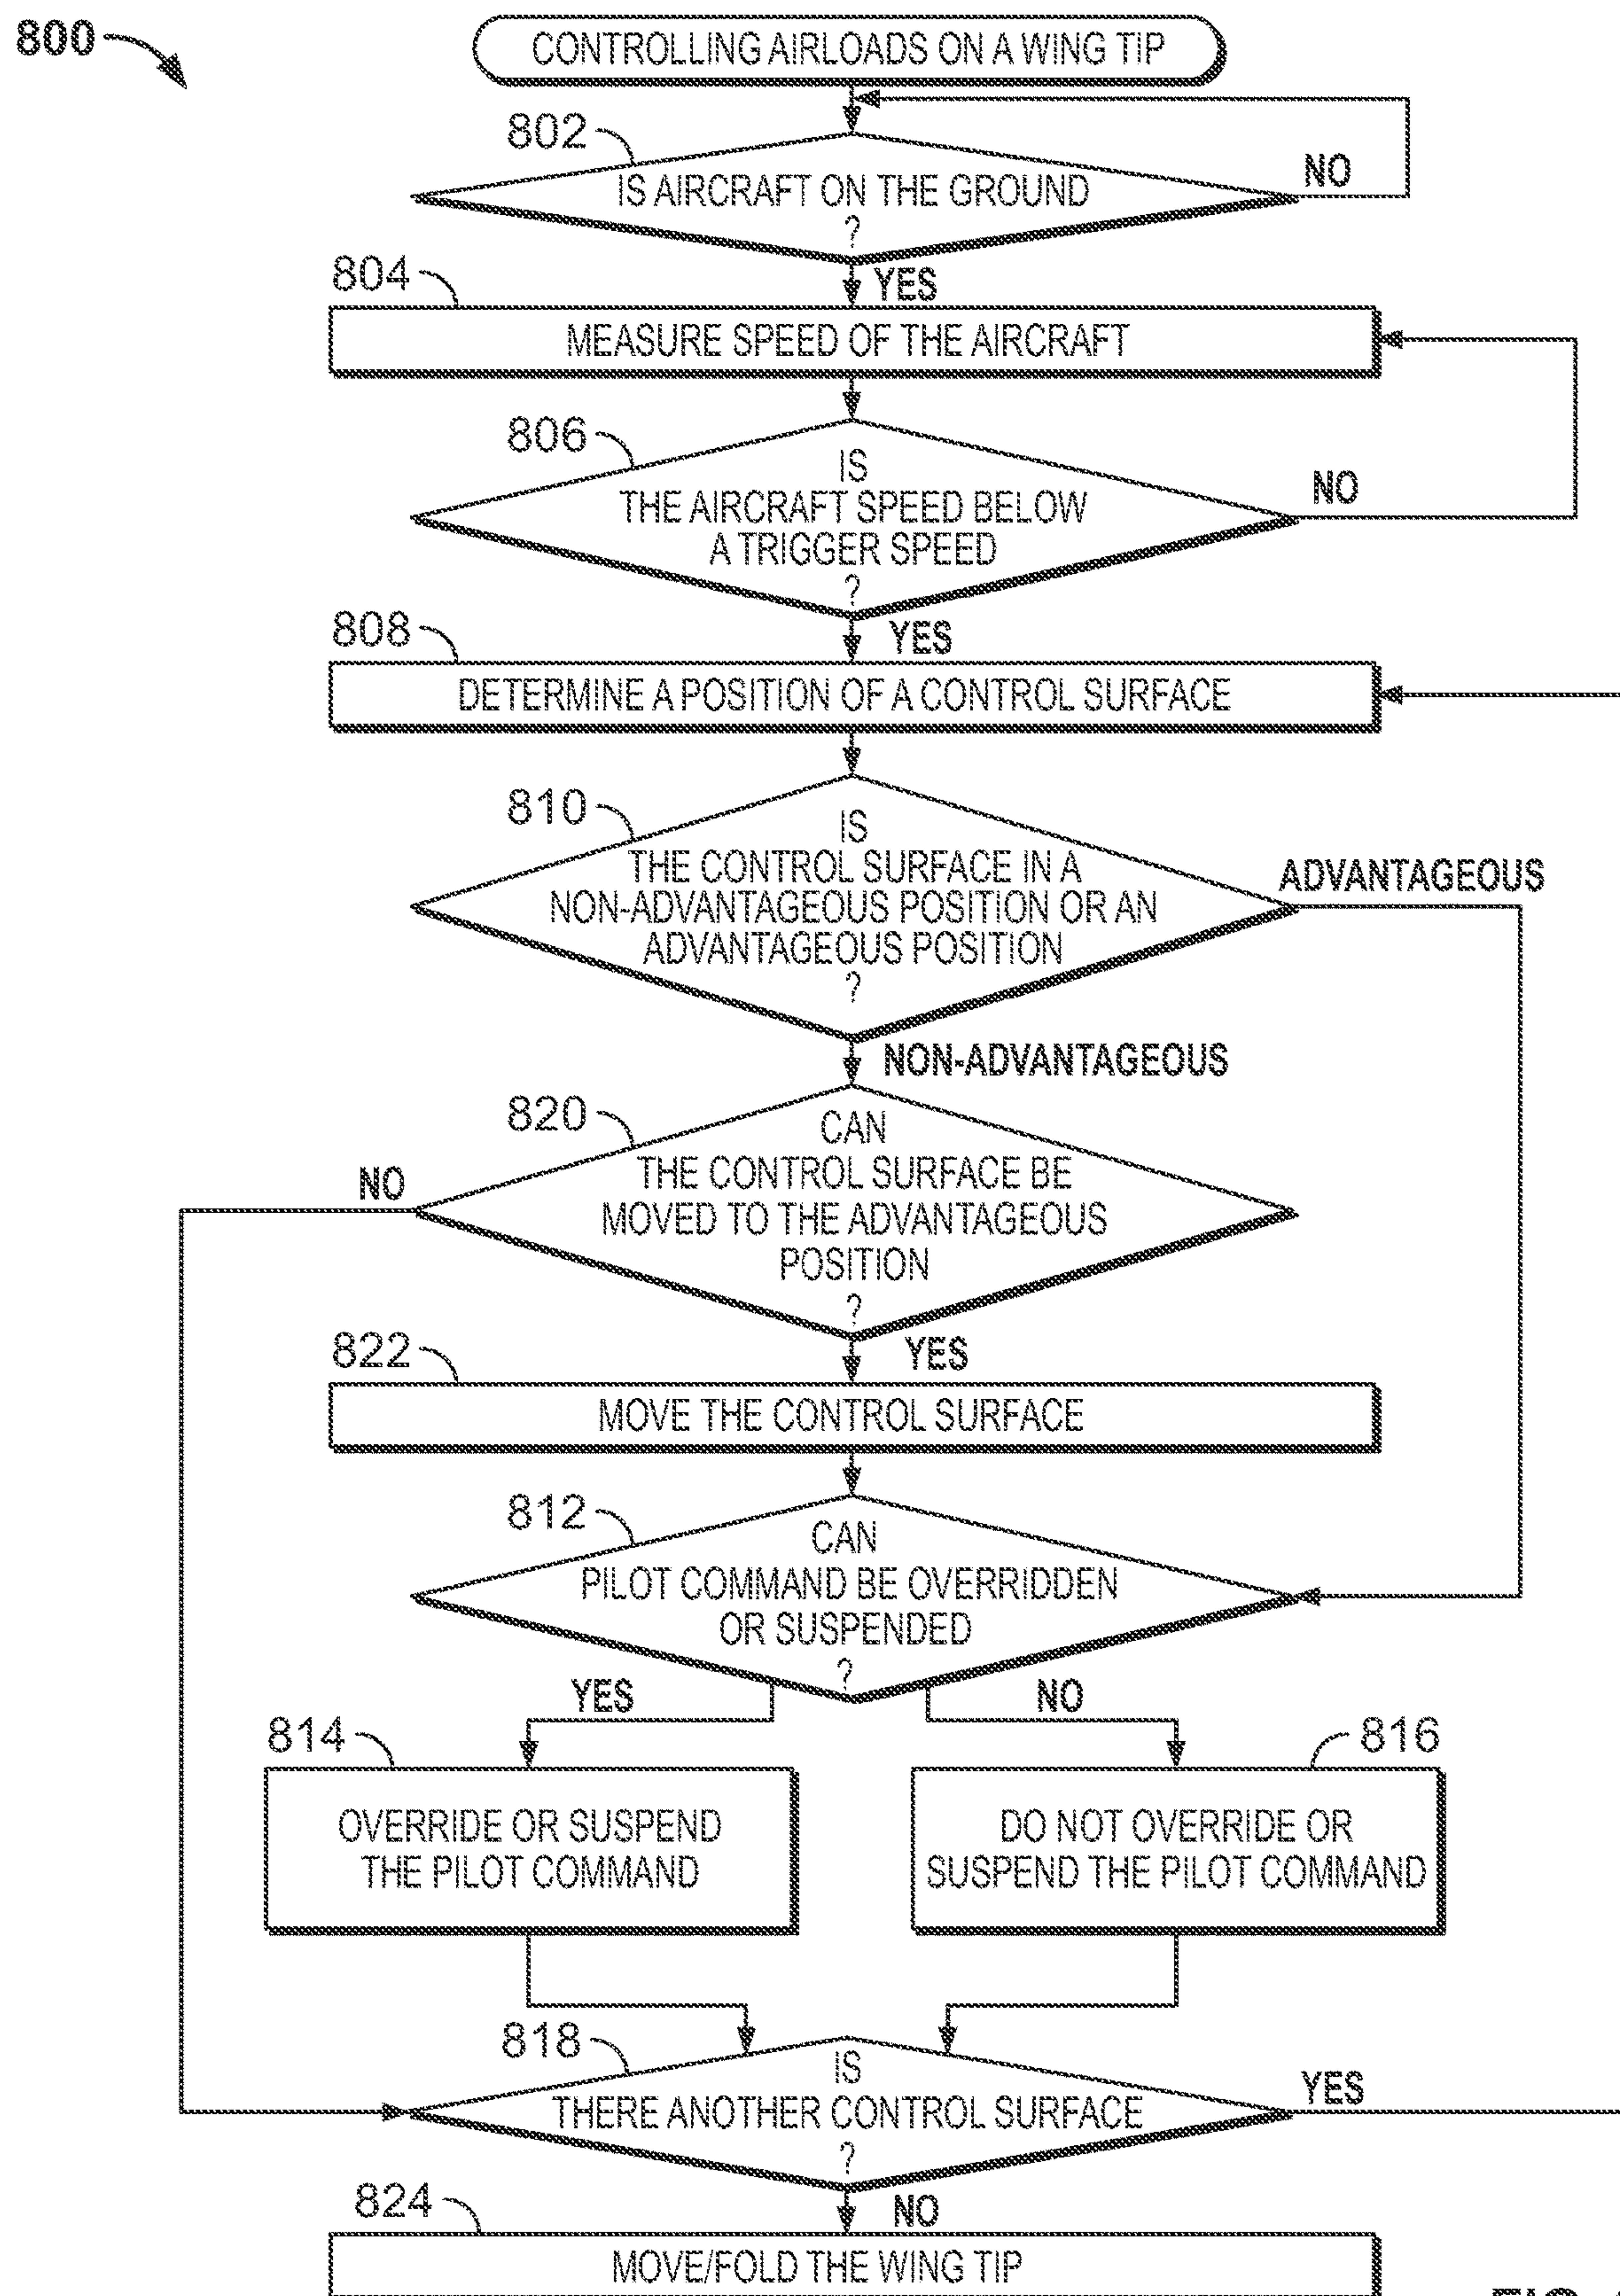 800
CONTROLLING AIRLOADS ON A WING TIP
802
IS AIRCRAFT ON THE GROUND
?
NO
YES
804
MEASURE SPEED OF THE AIRCRAFT
806
IS
THE AIRCRAFT SPEED BELOW
A TRIGGER SPEED
?
NO
YES
808
DETERMINE A POSITION OF A CONTROL SURFACE
810
IS
THE CONTROL SURFACE IN A
NON-ADVANTAGEOUS POSITION OR AN
ADVANTAGEOUS POSITION
?
ADVANTAGEOUS
NON-ADVANTAGEOUS
820
CAN
THE CONTROL SURFACE BE
MOVED TO THE ADVANTAGEOUS
POSITION
?
NO
YES
822
MOVE THE CONTROL SURFACE
812
CAN
PILOT COMMAND BE OVERRIDDEN
OR SUSPENDED
?
YES
NO
814
OVERRIDE OR SUSPEND
THE PILOT COMMAND
816
DO NOT OVERRIDE OR
SUSPEND THE PILOT COMMAND
818
IS
THERE ANOTHER CONTROL SURFACE
?
YES
NO
824
MOVE/FOLD THE WING TIP